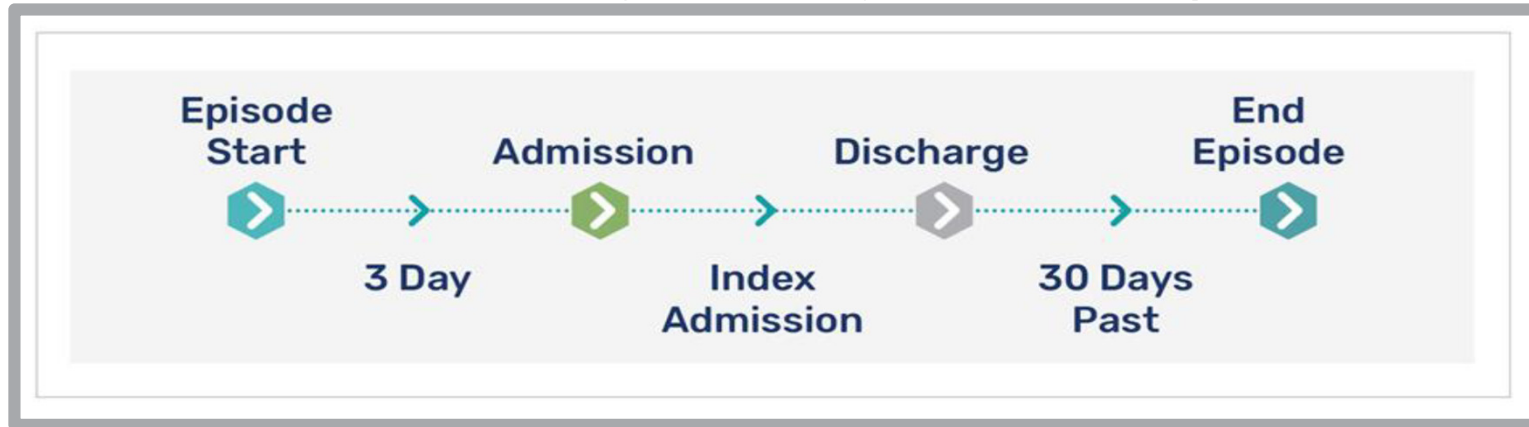 Episode
Start
Admission
Discharge
End
Episode
3 Day
Index
Admission
30 Days
Past